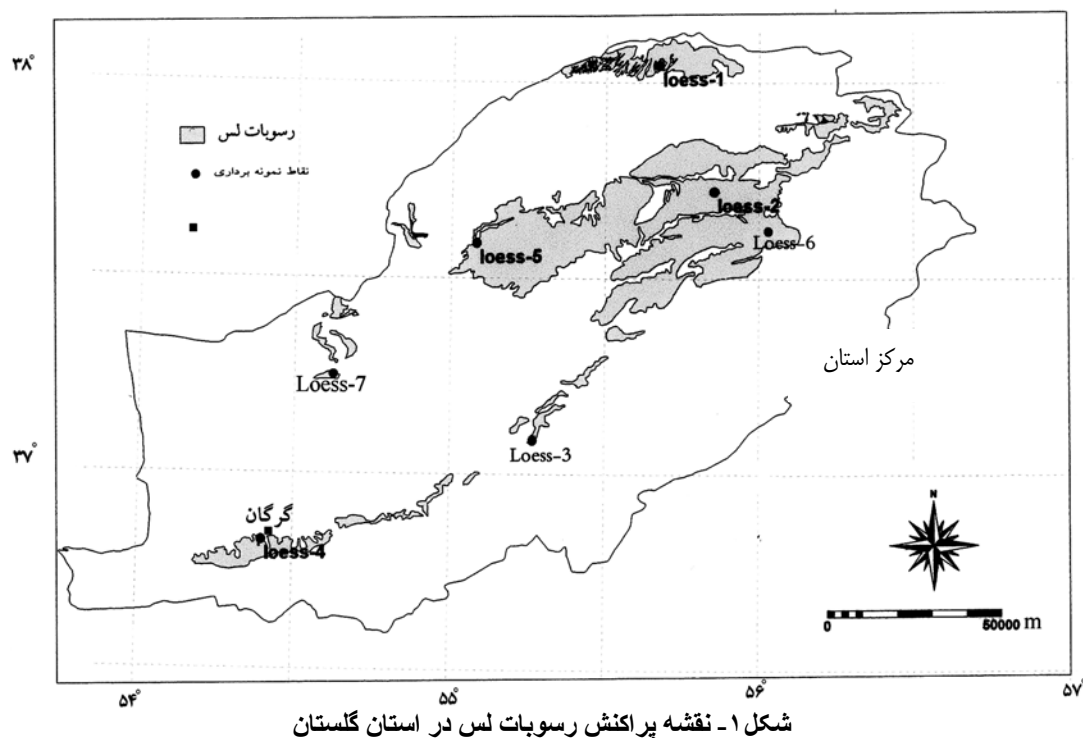 ۳۸°
loess-1
رسوبات لس
نقاط نمونه برداری
loess-2
Loess-6
loess-5
مرکز استان
Loess-7
Loess-3
۳۷°
گرگان
loess-4
N
0 50000 m
۵۴° ۵۵° ۵۶° ۵۷°
شکل۱- نقشه پراکنش رسوبات لس در استان گلستان